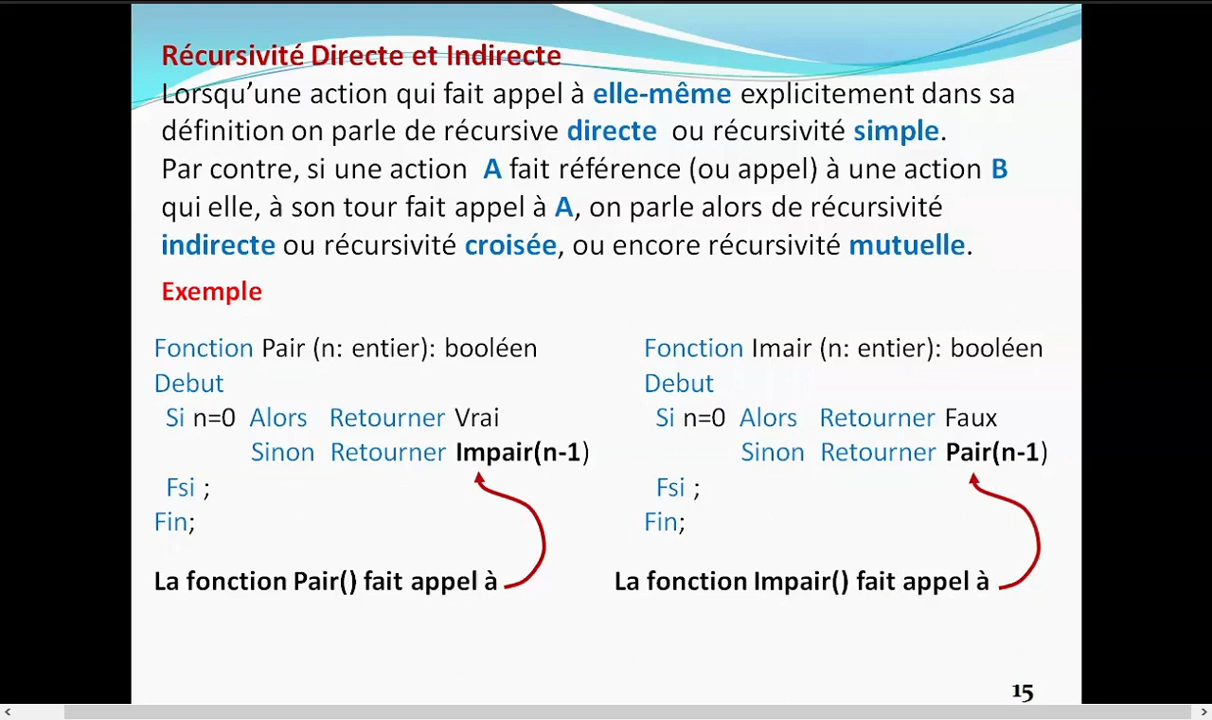 Récursivité Directe et Indirecte
Lorsqu'une action qui fait appel à elle-même explicitement dans sa
définition on parle de récursive directe ou récursivité simple.
Par contre, si une action A fait référence (ou appel) à une action B
qui elle, à son tour fait appel à A, on parle alors de récursivité
indirecte ou récursivité croisée, ou encore récursivité mutuelle.
Exemple
Fonction Pair (n: entier): booléen
Debut
Si n=0 Alors Retourner Vrai
Sinon Retourner Impair(n-1)
Fsi ;
Fin;
La fonction Pair() fait appel à
Fonction Imair (n: entier): booléen
Debut
Si n=0 Alors Retourner Faux
Sinon Retourner Pair(n-1)
Fsi ;
Fin;
La fonction Impair() fait appel à
15